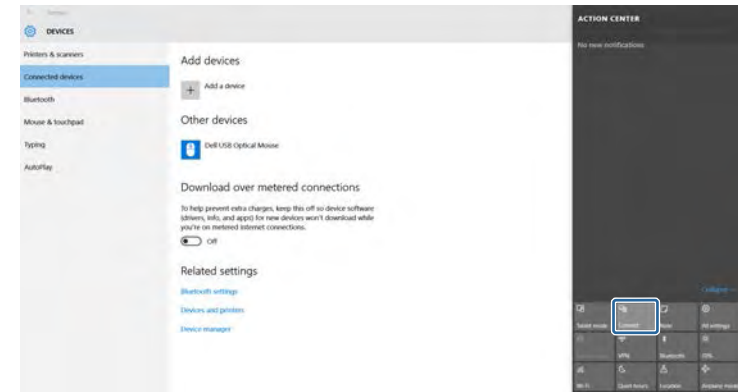 Settings
DEVICES
Printers & scanners
Connected devices
Bluetooth
Mouse & touchpad
Typing
AutoPlay
Add devices
Add a device
Other devices
Dell USB Optical Mouse
Download over metered connections
To help prevent extra charges, keep this off so device software
(drivers, info, and apps) for new devices won't download while
you're on metered Internet connections.
Off
Related settings
Bluetooth settings
Devices and printers
Device manager
ACTION CENTER
No new notifications
Collapse
Tablet mode
Connect
Note
All settings
VPN
Bluetooth
Wi-Fi
Quiet hours
Location
Airplane mode